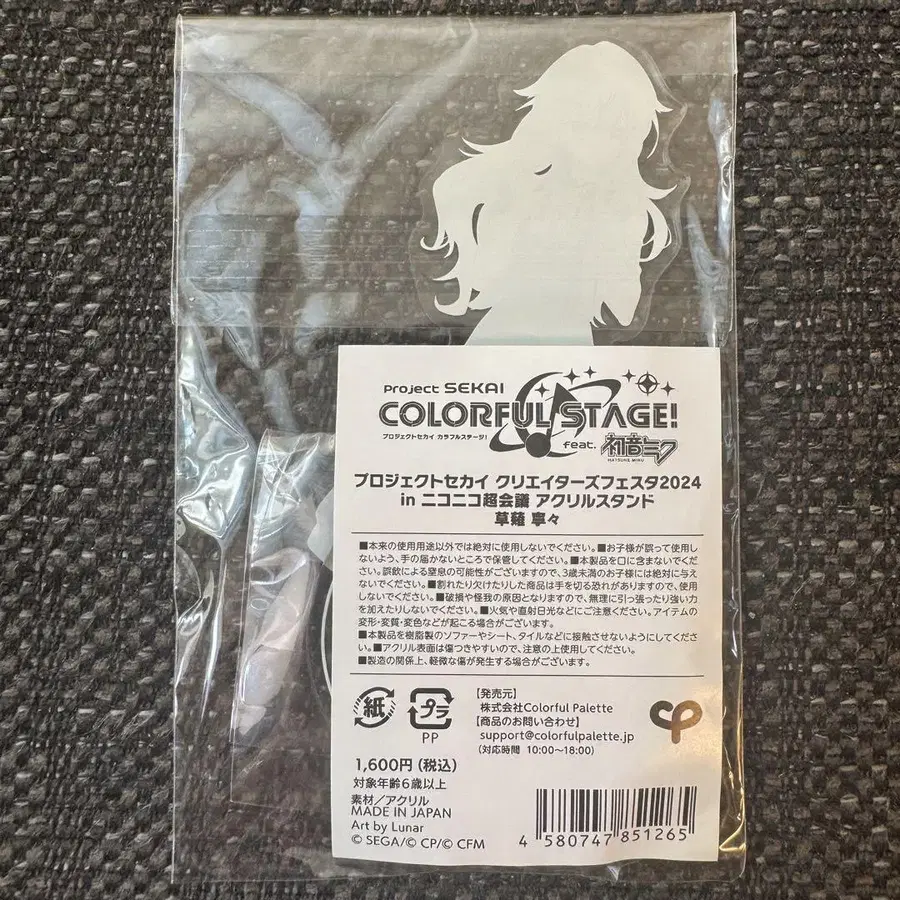 Project SEKAI
COLORFUL STAGE!
プロジェクトセカイ カラフルステージ!
feat. 初音ミク
HATSUNE MIKU
プロジェクトセカイ クリエイターズフェスタ2024
in ニコニコ超会議 アクリルスタンド
草薙 寧々
■本来の使用用途以外では絶対に使用しないでください。■お子様が誤って使用し
ないよう、手の届かないところで保管してください。■本製品を口に含まないでくだ
さい。誤飲による窒息の可能性がございますので、3歳未満のお子様には絶対に与え
ないでください。■割れたり欠けたりした商品は手を切る恐れがありますので、使用
しないでください。■破損や怪我の原因となりますので、無理に引っ張ったり強い力
を加えたりしないでください。■火気や直射日光などにご注意ください。アイテムの
変形・変質・変色などが起こる場合がございます。
■本製品を樹脂製のソファーやシート、タイルなどに接触させないようにしてくださ
い。■アクリル表面は傷つきやすいので、注意の上使用してください。
■製造の関係上、軽微な傷が発生する場合がございます。
紙
プラ
PP
【発売元】
株式会社Colorful Palette
【商品のお問い合わせ】
support@colorfulpalette.jp
(対応時間 10:00~18:00)
1,600円(税込)
対象年齢6歳以上
素材/アクリル
MADE IN JAPAN
Art by Lunar
© SEGA/© CP/© CFM
4 580747 851265